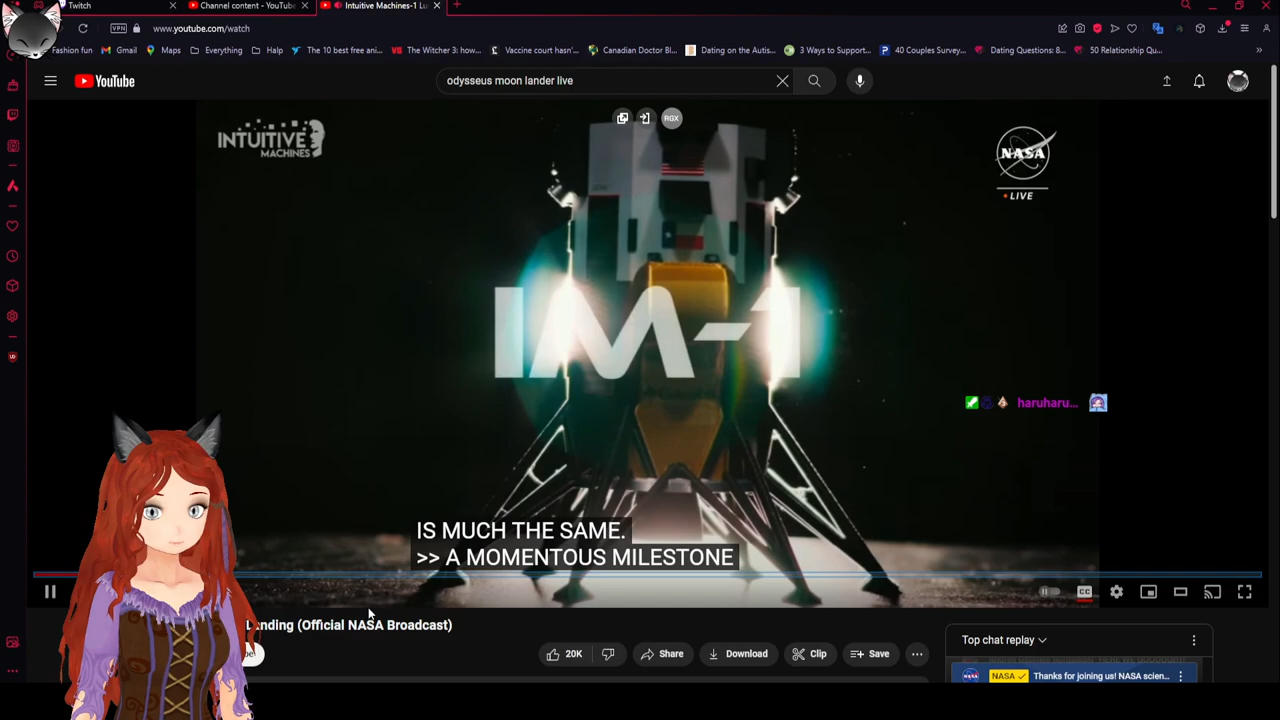 Twitch
Channel content - YouTube
Intuitive Machines-1 Lu
VPN
www.youtube.com/watch
Fashion fun
Gmail
Maps
Everything
Halp
The 10 best free ani...
The Witcher 3: how...
Vaccine court hasn'...
Canadian Doctor Bl...
Dating on the Autis...
3 Ways to Support...
40 Couples Survey...
Dating Questions: 8...
50 Relationship Qu...
YouTube
odysseus moon lander live
RGX
INTUITIVE
MACHINES
NASA
LIVE
IM-1
haruharu...
IS MUCH THE SAME.
>> A MOMENTOUS MILESTONE
CC
anding (Official NASA Broadcast)
20K
Share
Download
Clip
Save
Top chat replay
NASA
Thanks for joining us! NASA scien...